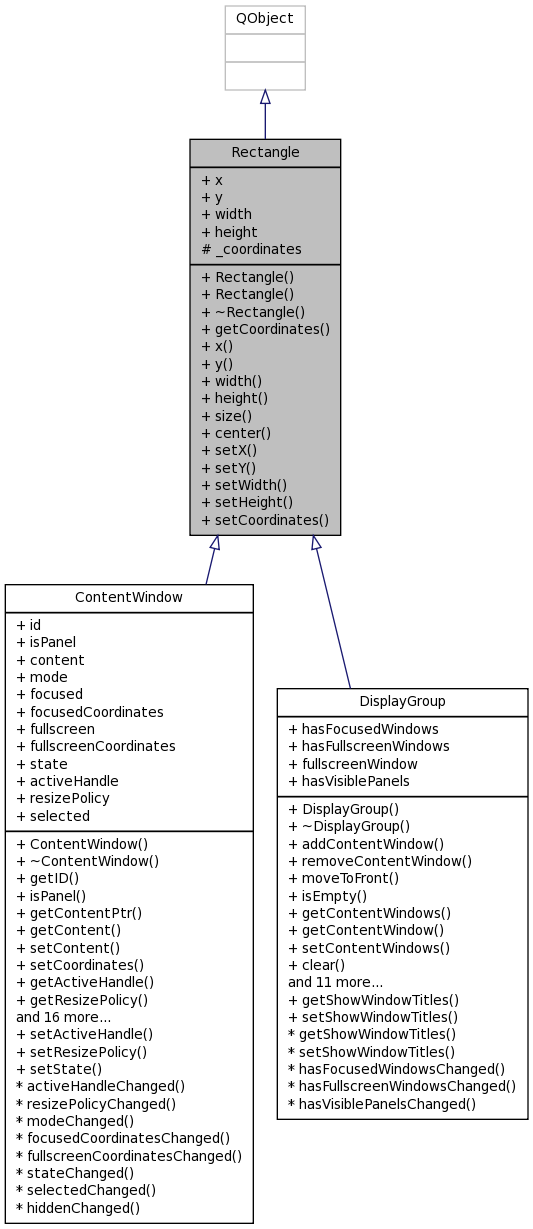 QObject
Rectangle
+ x
+ y
+ width
+ height
# _coordinates
+ Rectangle()
+ Rectangle()
+ ~Rectangle()
+ getCoordinates()
+ x()
+ y()
+ width()
+ height()
+ size()
+ center()
+ setX()
+ setY()
+ setWidth()
+ setHeight()
+ setCoordinates()
ContentWindow
+ id
+ isPanel
+ content
+ mode
+ focused
+ focusedCoordinates
+ fullscreen
+ fullscreenCoordinates
+ state
+ activeHandle
+ resizePolicy
+ selected
+ ContentWindow()
+ ~ContentWindow()
+ getID()
+ isPanel()
+ getContentPtr()
+ getContent()
+ setContent()
+ setCoordinates()
+ getActiveHandle()
+ getResizePolicy()
and 16 more...
+ setActiveHandle()
+ setResizePolicy()
+ setState()
* activeHandleChanged()
* resizePolicyChanged()
* modeChanged()
* focusedCoordinatesChanged()
* fullscreenCoordinatesChanged()
* stateChanged()
* selectedChanged()
* hiddenChanged()
DisplayGroup
+ hasFocusedWindows
+ hasFullscreenWindows
+ fullscreenWindow
+ hasVisiblePanels
+ DisplayGroup()
+ ~DisplayGroup()
+ addContentWindow()
+ removeContentWindow()
+ moveToFront()
+ isEmpty()
+ getContentWindows()
+ getContentWindow()
+ setContentWindows()
+ clear()
and 11 more...
+ getShowWindowTitles()
+ setShowWindowTitles()
* getShowWindowTitles()
* setShowWindowTitles()
* hasFocusedWindowsChanged()
* hasFullscreenWindowsChanged()
* hasVisiblePanelsChanged()